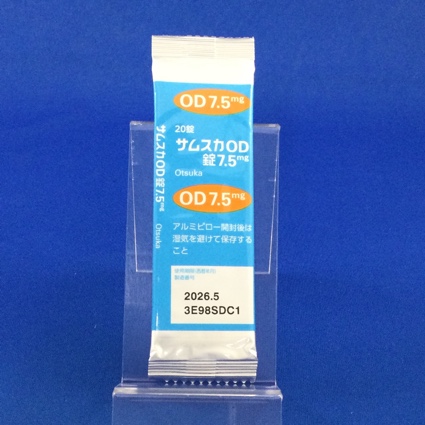 OD 7.5mg
20錠
サムスカOD
錠7.5mg
Otsuka
OD 7.5mg
アルミピロー開封後は
湿気を避けて保存する
こと
2026.5
3E98SDC1
サムスカOD錠7.5mg
Otsuka